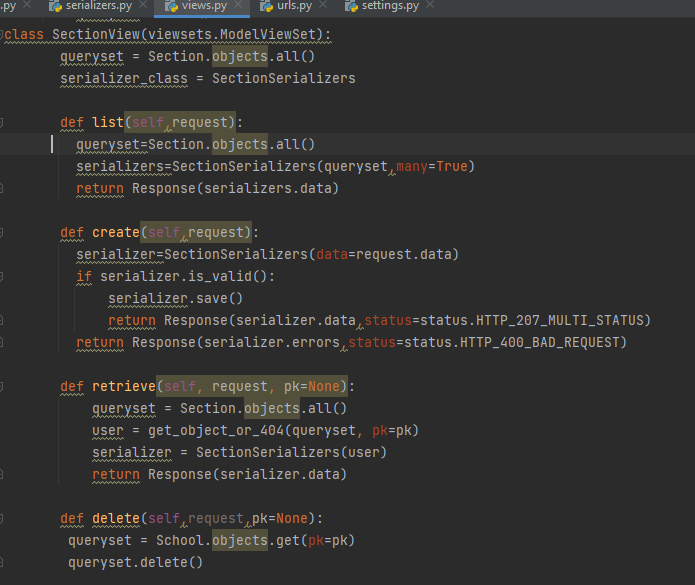 .py serializers.py views.py urls.py settings.py
class SectionView(viewsets.ModelViewSet):
queryset = Section.objects.all()
serializer_class = SectionSerializers
def list(self,request):
queryset=Section.objects.all()
serializers=SectionSerializers(queryset,many=True)
return Response(serializers.data)
def create(self,request):
serializer=SectionSerializers(data=request.data)
if serializer.is_valid():
serializer.save()
return Response(serializer.data,status=status.HTTP_207_MULTI_STATUS)
return Response(serializer.errors,status=status.HTTP_400_BAD_REQUEST)
def retrieve(self, request, pk=None):
queryset = Section.objects.all()
user = get_object_or_404(queryset, pk=pk)
serializer = SectionSerializers(user)
return Response(serializer.data)
def delete(self,request,pk=None):
queryset = School.objects.get(pk=pk)
queryset.delete()